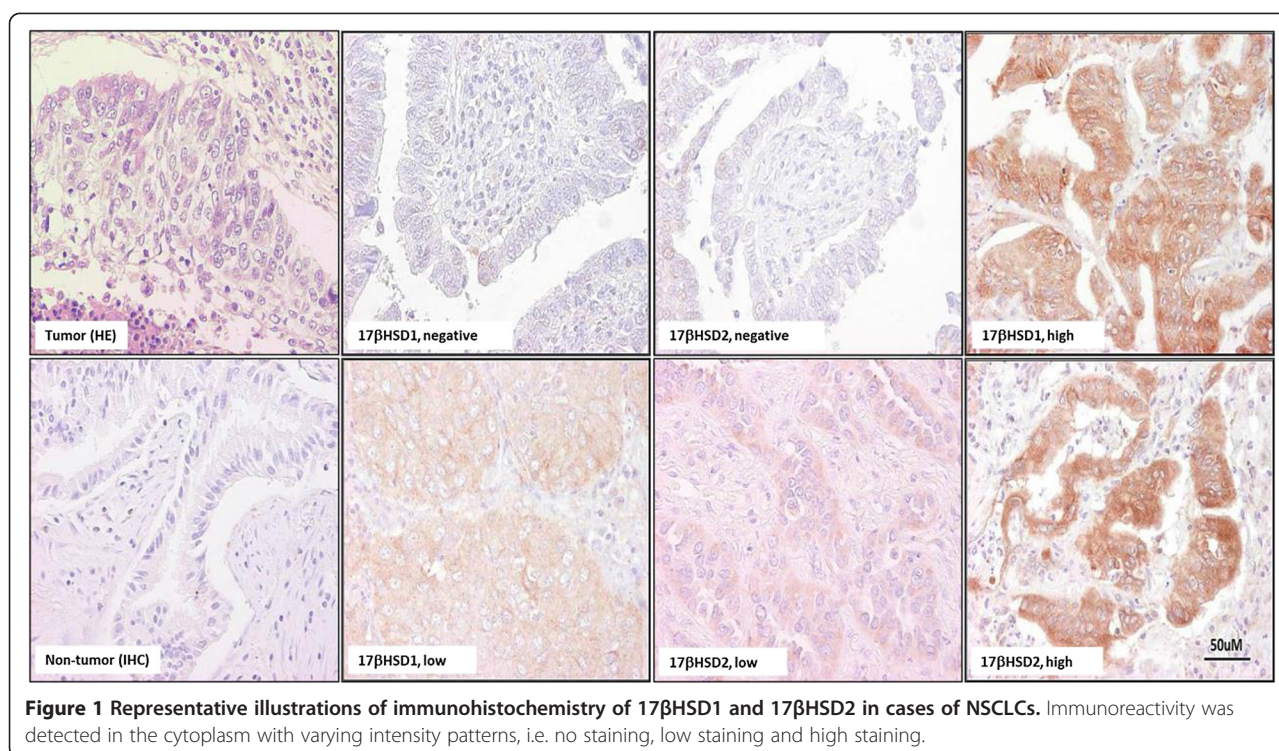 Tumor (HE)
17βHSD1, negative
17βHSD2, negative
17βHSD1, high
Non-tumor (IHC)
17βHSD1, low
17βHSD2, low
17βHSD2, high
50uM
Figure 1 Representative illustrations of immunohistochemistry of 17βHSD1 and 17βHSD2 in cases of NSCLCs. Immunoreactivity was
detected in the cytoplasm with varying intensity patterns, i.e. no staining, low staining and high staining.